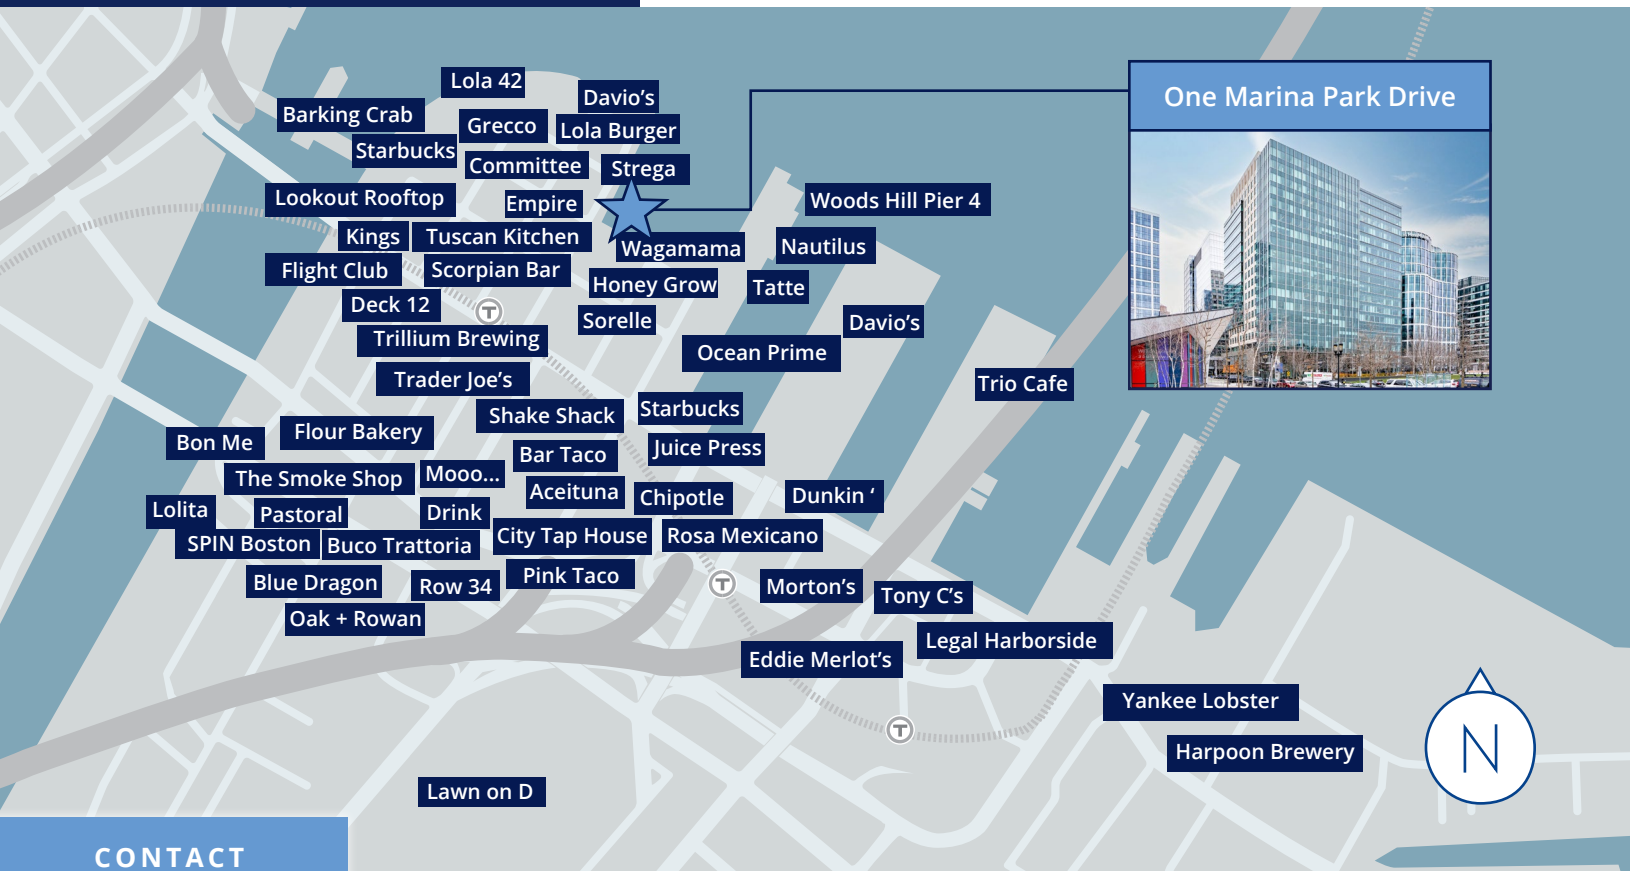 Lola 42
Davio's
One Marina Park Drive
Barking Crab
Grecco
Lola Burger
Starbucks
Committee
Strega
Lookout Rooftop
Empire
Woods Hill Pier 4
Kings
Tuscan Kitchen
Wagamama
Nautilus
Flight Club
Scorpian Bar
Honey Grow
Tatte
Deck 12
T
Sorelle
Davio's
Trillium Brewing
Ocean Prime
Trader Joe's
Trio Cafe
Shake Shack
Starbucks
Bon Me
Flour Bakery
Bar Taco
Juice Press
The Smoke Shop
Mooo...
Aceituna
Chipotle
Dunkin ‘
Lolita
Pastoral
Drink
City Tap House
Rosa Mexicano
SPIN Boston
Buco Trattoria
Blue Dragon
Row 34
Pink Taco
T
Morton's
Tony C's
Oak + Rowan
Legal Harborside
Eddie Merlot's
Yankee Lobster
T
Harpoon Brewery
N
Lawn on D
CONTACT